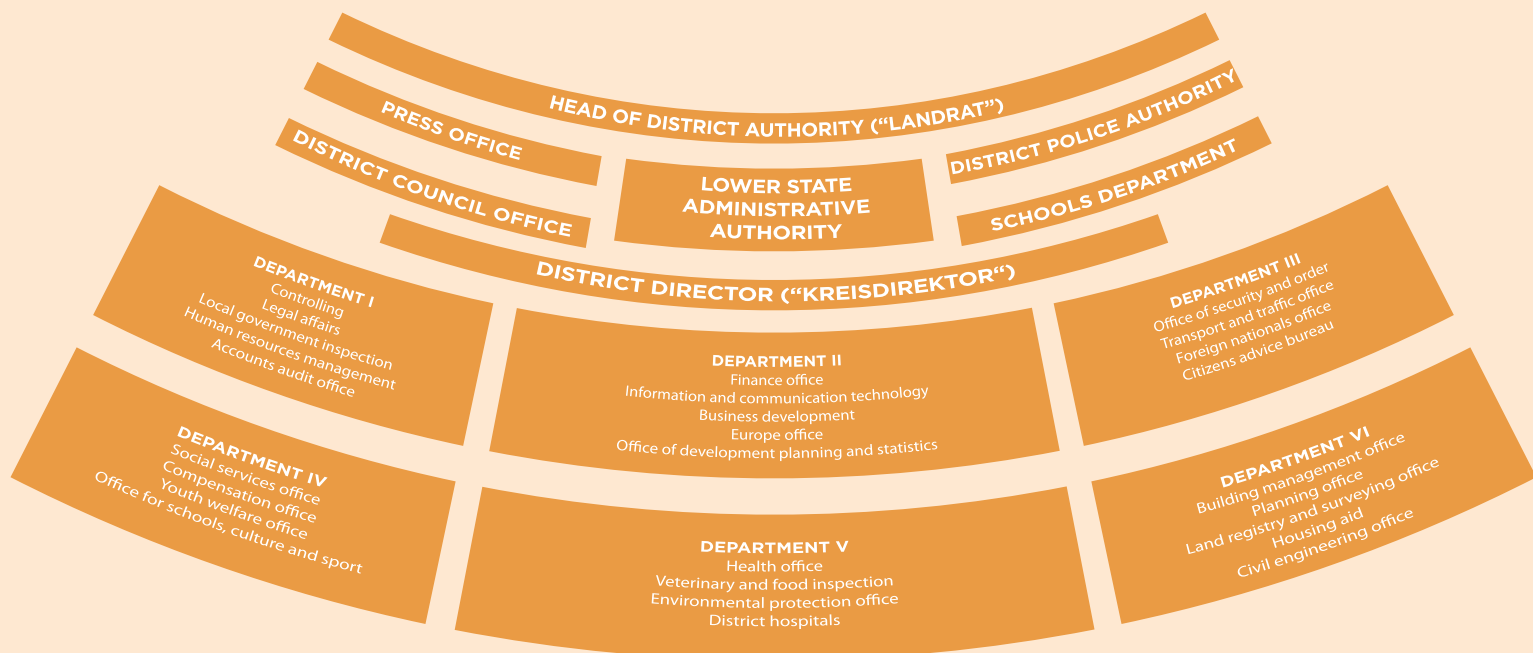 HEAD OF DISTRICT AUTHORITY (“LANDRAT”)
PRESS OFFICE
DISTRICT COUNCIL OFFICE
LOWER STATE
ADMINISTRATIVE
AUTHORITY
DISTRICT POLICE AUTHORITY
SCHOOLS DEPARTMENT
DISTRICT DIRECTOR (“KREISDIREKTOR“)
DEPARTMENT I
Controlling
Legal affairs
Local government inspection
Human resources management
Accounts audit office
DEPARTMENT II
Finance office
Information and communication technology
Business development
Europe office
Office of development planning and statistics
DEPARTMENT III
Office of security and order
Transport and traffic office
Foreign nationals office
Citizens advice bureau
DEPARTMENT IV
Social services office
Compensation office
Youth welfare office
Office for schools, culture and sport
DEPARTMENT V
Health office
Veterinary and food inspection
Environmental protection office
District hospitals
DEPARTMENT VI
Building management office
Planning office
Land registry and surveying office
Housing aid
Civil engineering office